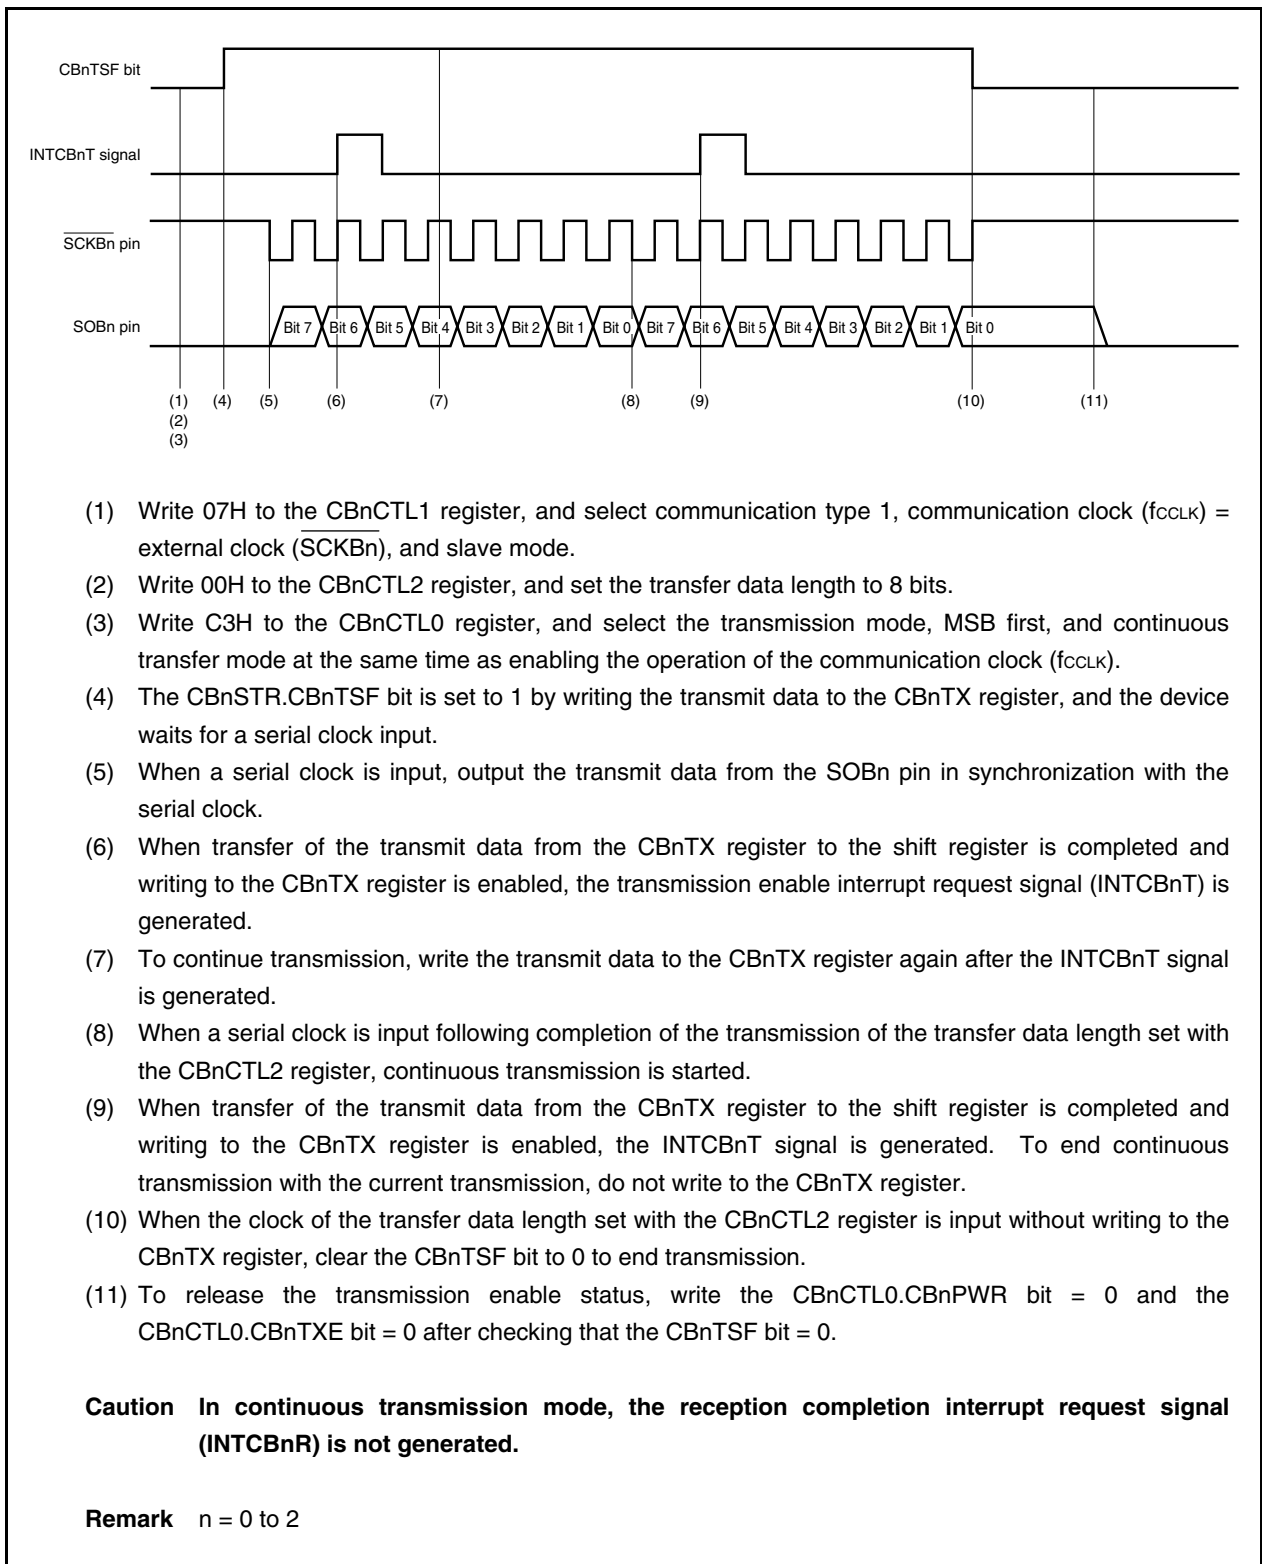 CBnTSF bit
INTCBnT signal
SCKBn pin
SOBn pin
Bit 7 Bit 6 Bit 5 Bit 4 Bit 3 Bit 2 Bit 1 Bit 0 Bit 7 Bit 6 Bit 5 Bit 4 Bit 3 Bit 2 Bit 1 Bit 0
(1) (4) (5) (6) (7) (8) (9) (10) (11)
(2)
(3)
(1) Write 07H to the CBnCTL1 register, and select communication type 1, communication clock (fCCLK) =
external clock (SCKBn), and slave mode.
(2) Write 00H to the CBnCTL2 register, and set the transfer data length to 8 bits.
(3) Write C3H to the CBnCTL0 register, and select the transmission mode, MSB first, and continuous
transfer mode at the same time as enabling the operation of the communication clock (fCCLK).
(4) The CBnSTR.CBnTSF bit is set to 1 by writing the transmit data to the CBnTX register, and the device
waits for a serial clock input.
(5) When a serial clock is input, output the transmit data from the SOBn pin in synchronization with the
serial clock.
(6) When transfer of the transmit data from the CBnTX register to the shift register is completed and
writing to the CBnTX register is enabled, the transmission enable interrupt request signal (INTCBnT) is
generated.
(7) To continue transmission, write the transmit data to the CBnTX register again after the INTCBnT signal
is generated.
(8) When a serial clock is input following completion of the transmission of the transfer data length set with
the CBnCTL2 register, continuous transmission is started.
(9) When transfer of the transmit data from the CBnTX register to the shift register is completed and
writing to the CBnTX register is enabled, the INTCBnT signal is generated. To end continuous
transmission with the current transmission, do not write to the CBnTX register.
(10) When the clock of the transfer data length set with the CBnCTL2 register is input without writing to the
CBnTX register, clear the CBnTSF bit to 0 to end transmission.
(11) To release the transmission enable status, write the CBnCTL0.CBnPWR bit = 0 and the
CBnCTL0.CBnTXE bit = 0 after checking that the CBnTSF bit = 0.
Caution In continuous transmission mode, the reception completion interrupt request signal
(INTCBnR) is not generated.
Remark n = 0 to 2